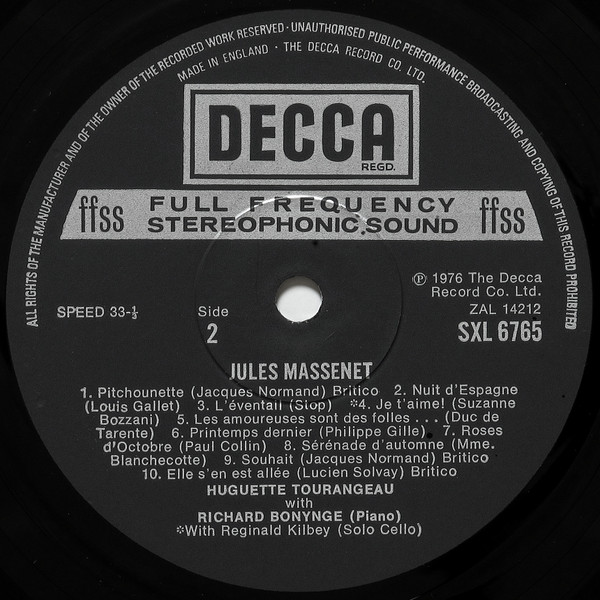 ALL RIGHTS OF THE MANUFACTURER AND OF THE OWNER OF THE RECORDED WORK RESERVED · UNAUTHORISED PUBLIC PERFORMANCE BROADCASTING AND COPYING OF THIS RECORD PROHIBITED
MADE IN ENGLAND · THE DECCA RECORD CO. LTD.
DECCA
REGD.
ffss FULL FREQUENCY ffss
STEREOPHONIC SOUND
℗ 1976 The Decca
Record Co. Ltd.
SPEED 33-⅓ Side ZAL 14212
2 SXL 6765
JULES MASSENET
1. Pitchounette (Jacques Normand) Britico 2. Nuit d'Espagne
(Louis Gallet) 3. L'éventail (Stop) *4. Je t'aime! (Suzanne
Bozzani) 5. Les amoureuses sont des folles . . . (Duc de
Tarente) 6. Printemps dernier (Philippe Gille) 7. Roses
d'Octobre (Paul Collin) 8. Sérénade d'automne (Mme.
Blanchecotte) 9. Souhait (Jacques Normand) Britico
10. Elle s'en est allée (Lucien Solvay) Britico
HUGUETTE TOURANGEAU
with
RICHARD BONYNGE (Piano)
*With Reginald Kilbey (Solo Cello)